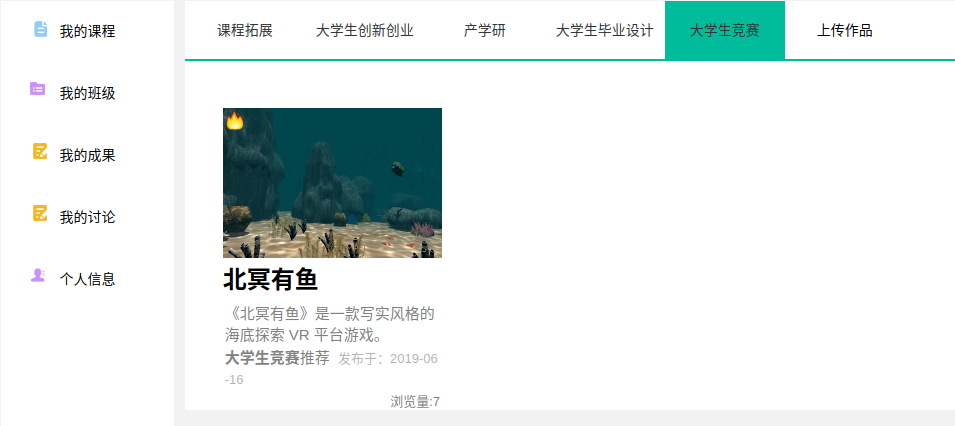 我的课程
我的班级
我的成果
我的讨论
个人信息
课程拓展 大学生创新创业 产学研 大学生毕业设计 大学生竞赛 上传作品
北冥有鱼
《北冥有鱼》是一款写实风格的
海底探索 VR 平台游戏。
大学生竞赛推荐 发布于：2019-06
-16
浏览量:7